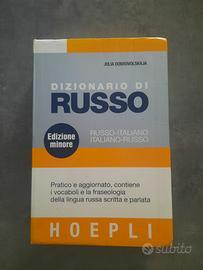 JULIA DOBROVOLSKAJA
DIZIONARIO DI
RUSSO
Edizione
minore
RUSSO-ITALIANO
ITALIANO-RUSSO
Pratico e aggiornato, contiene
i vocaboli e la fraseologia
della lingua russa scritta e parlata
HOEPLI
subito